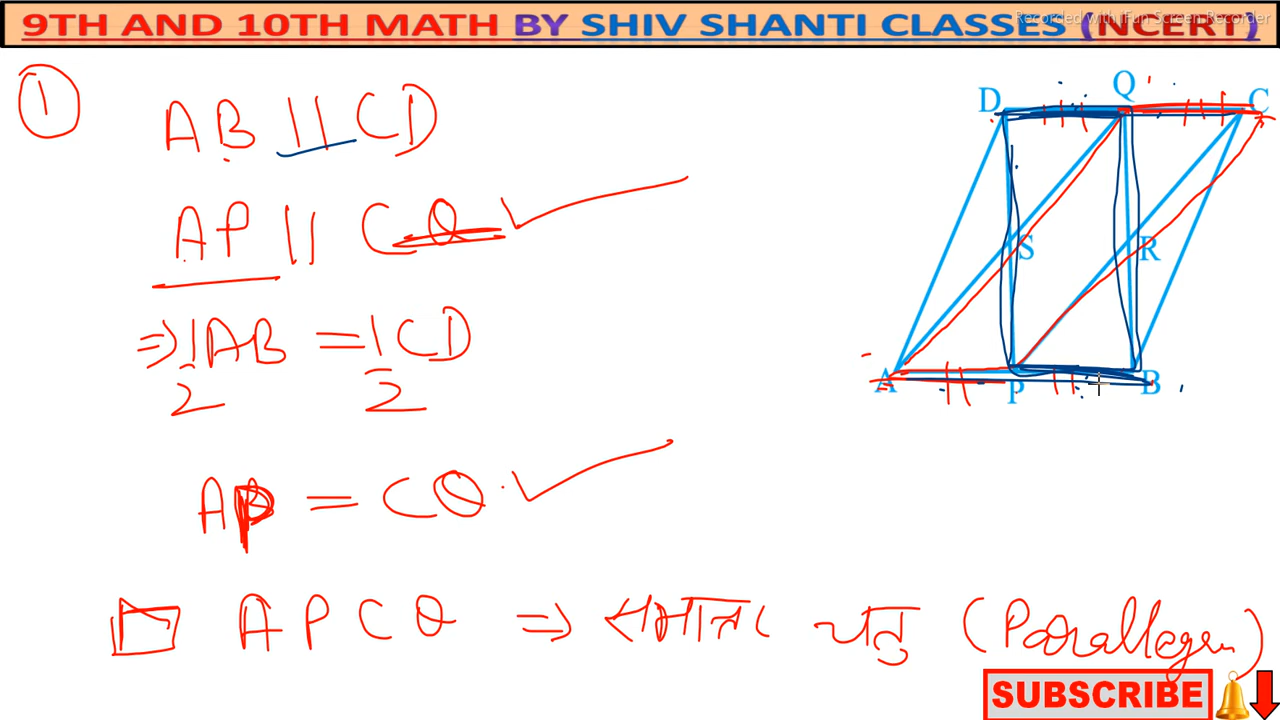 Recorded with iFun Screen Recorder
9TH AND 10TH MATH BY SHIV SHANTI CLASSES (NCERT)
1
AB || CD
AP || CQ
⇒ 1/2 AB = 1/2 CD
AP = CQ
□ APCQ ⇒ समान्तर चतु (Parallegm)
D Q C
S R
A P B
SUBSCRIBE